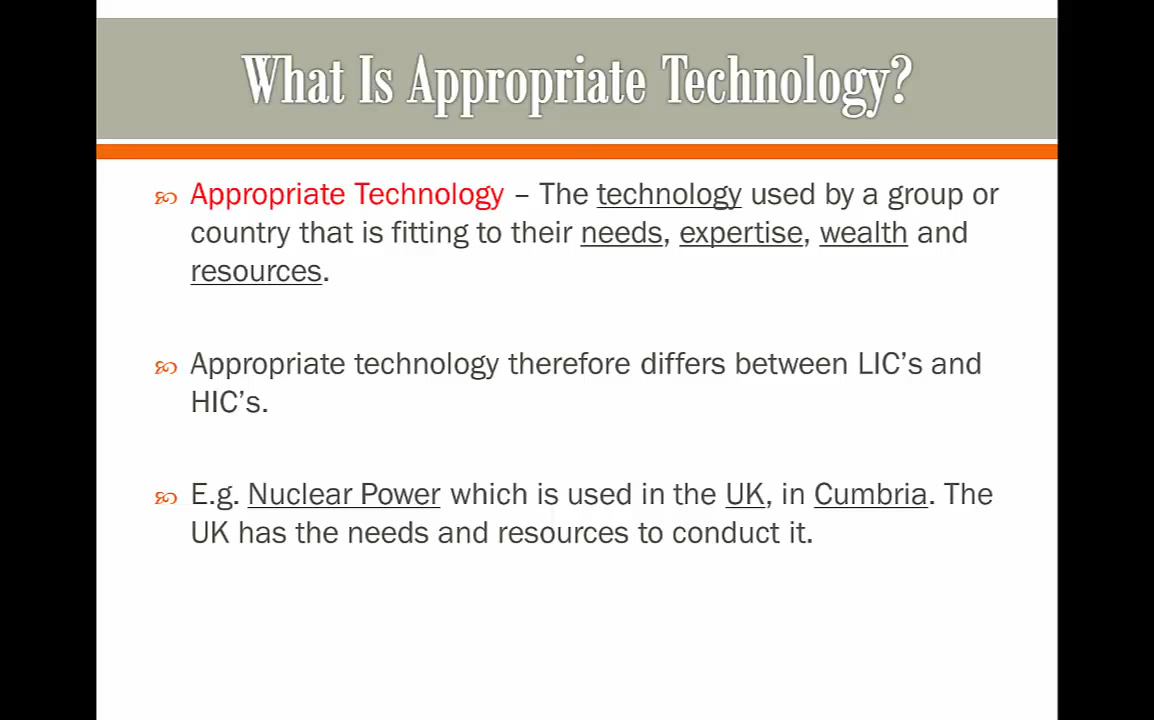 What Is Appropriate Technology?
Appropriate Technology – The technology used by a group or
country that is fitting to their needs, expertise, wealth and
resources.
Appropriate technology therefore differs between LIC’s and
HIC’s.
E.g. Nuclear Power which is used in the UK, in Cumbria. The
UK has the needs and resources to conduct it.